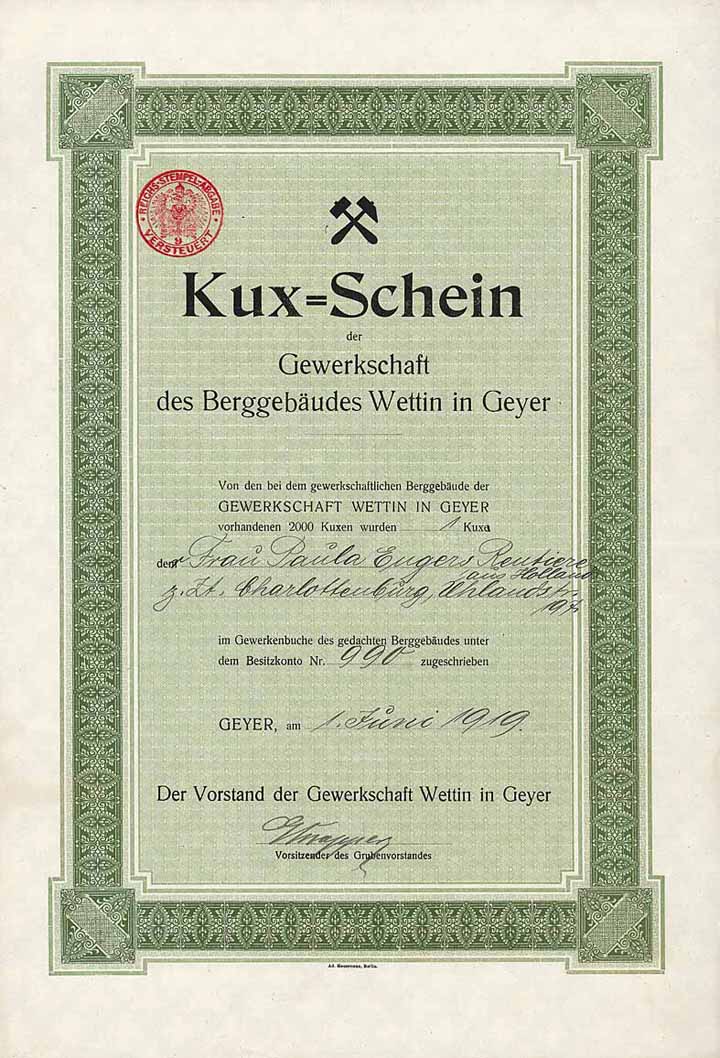 REICHS-STEMPEL-ABGABE
9
VERSTEUERT
Kux=Schein
der
Gewerkschaft
des Berggebäudes Wettin in Geyer
Von den bei dem gewerkschaftlichen Berggebäude der
GEWERKSCHAFT WETTIN IN GEYER
vorhandenen 2000 Kuxen wurden 1 Kuxe
der Frau Paula Engers Rentiere
aus Holland
z. Zt. Charlottenburg, Uhlandstr.
im Gewerkenbuche des gedachten Berggebäudes unter
dem Besitzkonto Nr. 990 zugeschrieben
GEYER, am 1. Juni 1919.
Der Vorstand der Gewerkschaft Wettin in Geyer
Vorsitzender des Grubenvorstandes